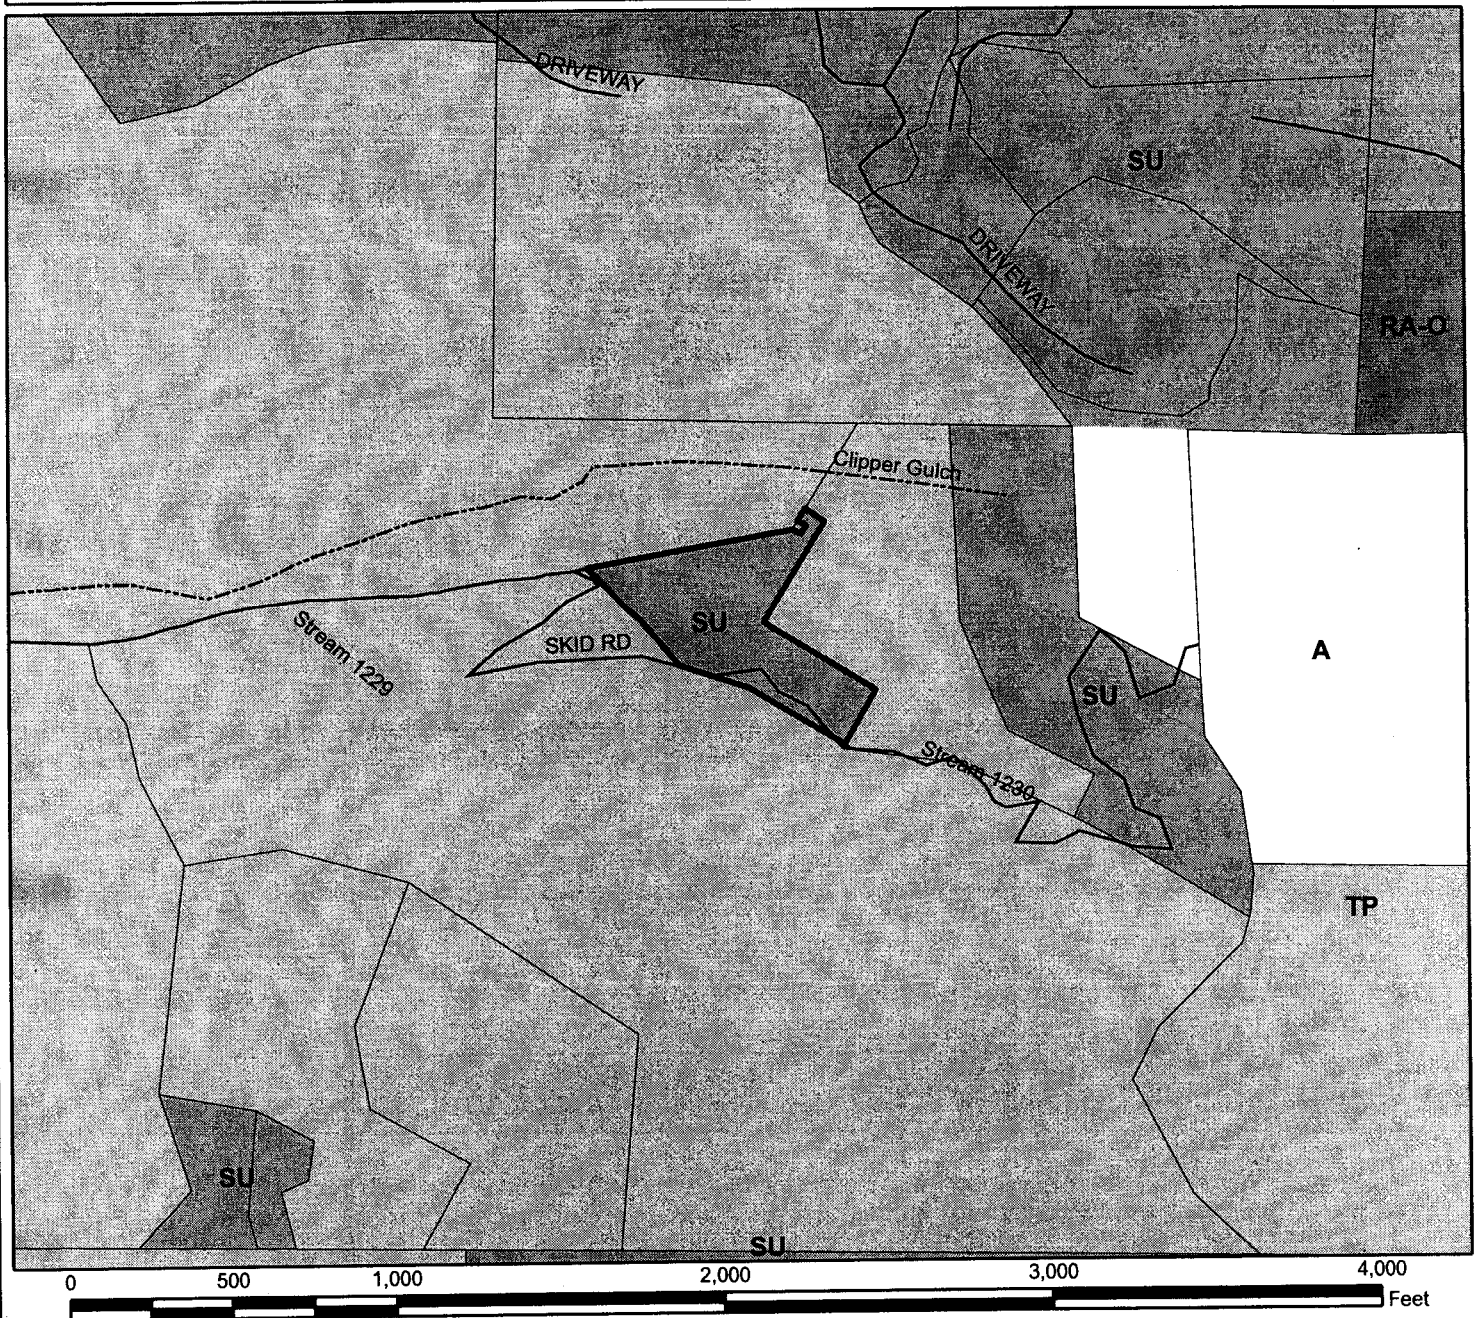 DRIVEWAY
SU
DRIVEWAY
RA-O
Clipper Gulch
SU
Stream 1229
SKID RD
A
SU
Stream 1230
TP
SU
SU
0 500 1,000 2,000 3,000 4,000
Feet